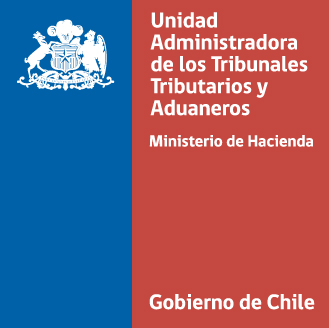 Unidad
Administradora
de los Tribunales
Tributarios y
Aduaneros
Ministerio de Hacienda
Gobierno de Chile